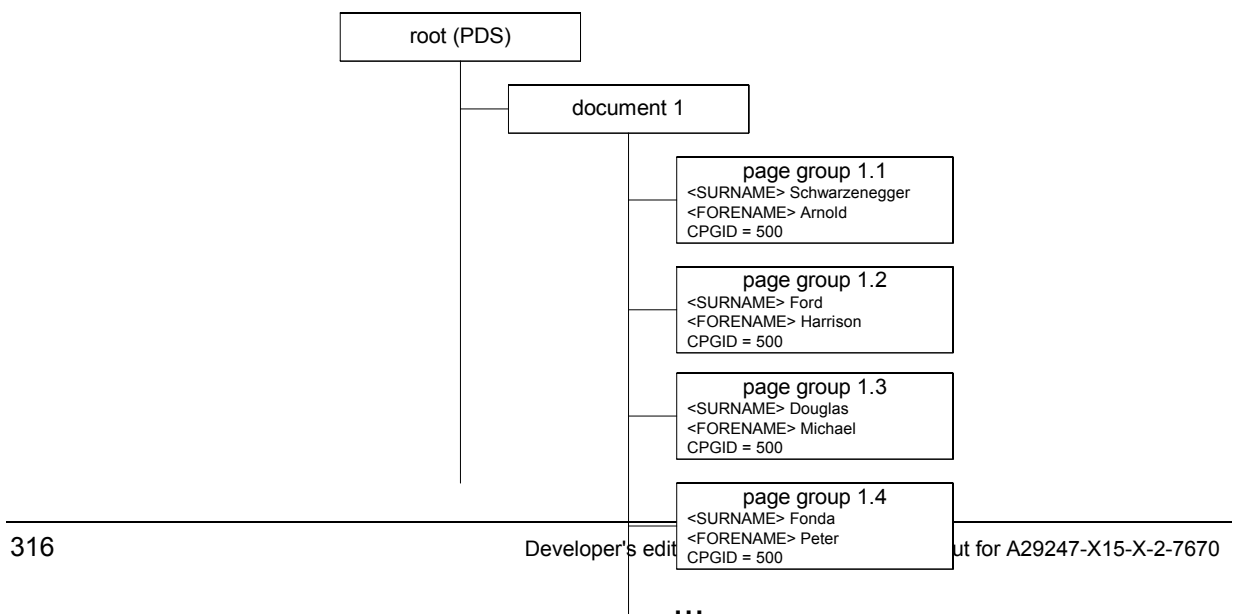 root (PDS)
document 1
page group 1.1
<SURNAME> Schwarzenegger
<FORENAME> Arnold
CPGID = 500
page group 1.2
<SURNAME> Ford
<FORENAME> Harrison
CPGID = 500
page group 1.3
<SURNAME> Douglas
<FORENAME> Michael
CPGID = 500
page group 1.4
<SURNAME> Fonda
<FORENAME> Peter
CPGID = 500
316 Developer's edit ut for A29247-X15-X-2-7670
...